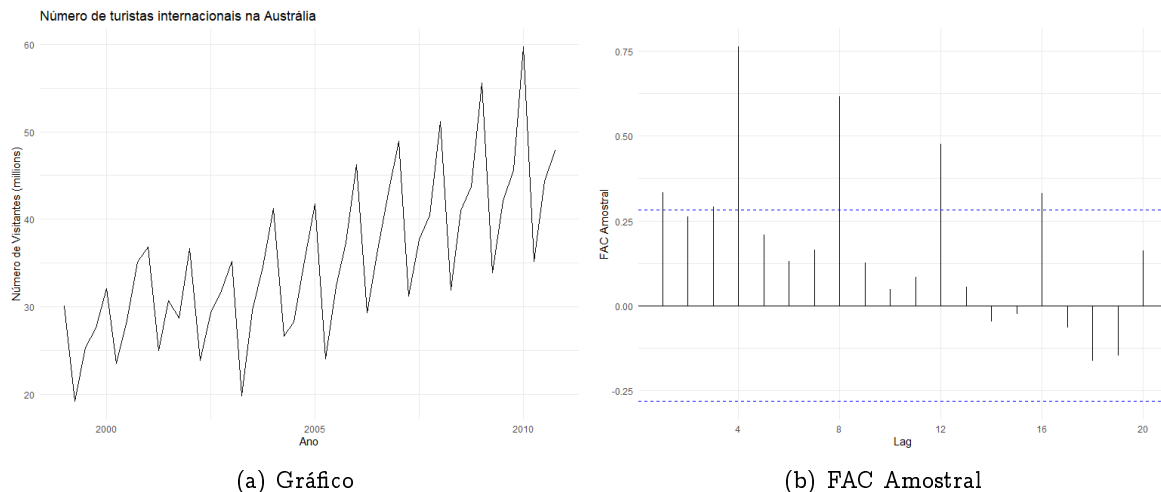 Número de turistas internacionais na Austrália
Número de Visitantes (millions)
60
50
40
30
20
2000
2005
2010
Ano
(a) Gráfico
FAC Amostral
0.75
0.50
0.25
0.00
-0.25
4
8
12
16
20
Lag
(b) FAC Amostral